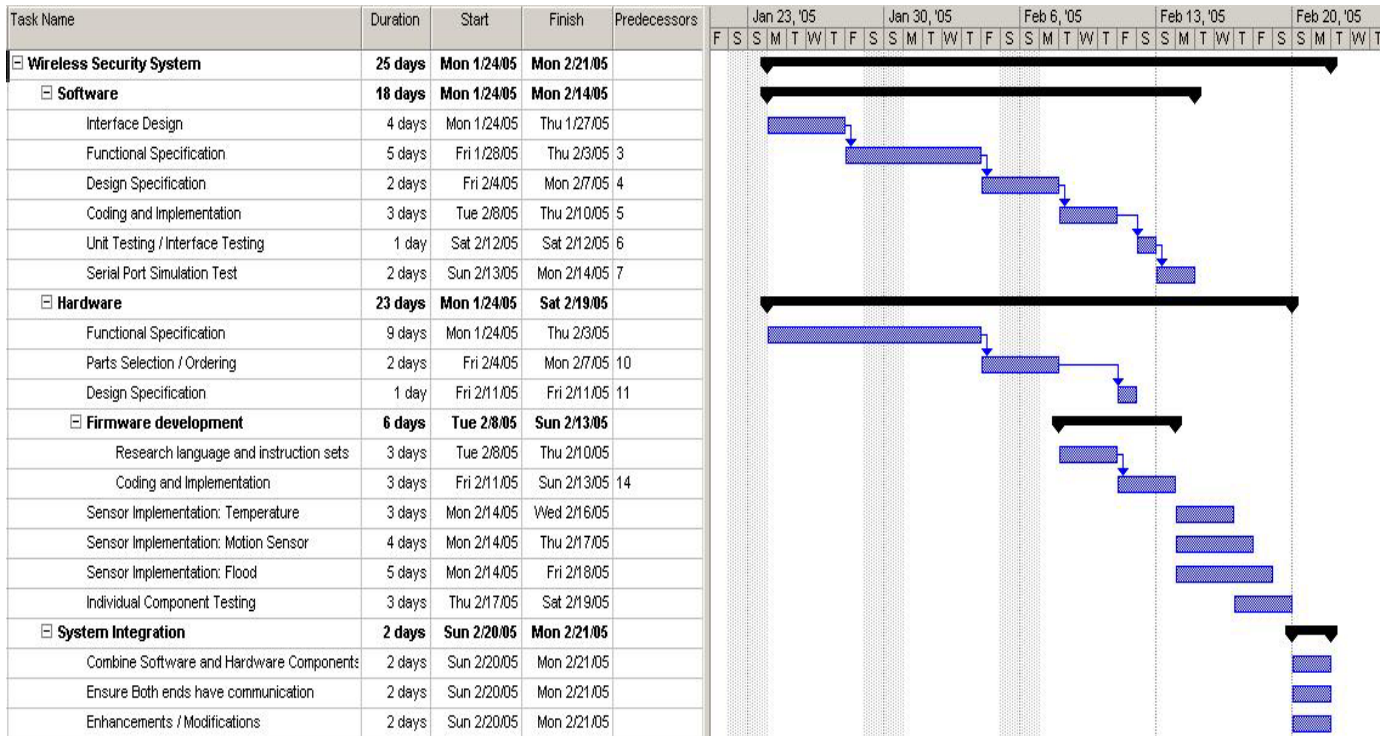 Task Name Duration Start Finish Predecessors Jan 23, '05 Jan 30, '05 Feb 6, '05 Feb 13, '05 Feb 20, '05
F S S M T W T F S S M T W T F S S M T W T F S S M T W T F S S M T W T
Wireless Security System 25 days Mon 1/24/05 Mon 2/21/05
Software 18 days Mon 1/24/05 Mon 2/14/05
Interface Design 4 days Mon 1/24/05 Thu 1/27/05
Functional Specification 5 days Fri 1/28/05 Thu 2/3/05 3
Design Specification 2 days Fri 2/4/05 Mon 2/7/05 4
Coding and Implementation 3 days Tue 2/8/05 Thu 2/10/05 5
Unit Testing / Interface Testing 1 day Sat 2/12/05 Sat 2/12/05 6
Serial Port Simulation Test 2 days Sun 2/13/05 Mon 2/14/05 7
Hardware 23 days Mon 1/24/05 Sat 2/19/05
Functional Specification 9 days Mon 1/24/05 Thu 2/3/05
Parts Selection / Ordering 2 days Fri 2/4/05 Mon 2/7/05 10
Design Specification 1 day Fri 2/11/05 Fri 2/11/05 11
Firmware development 6 days Tue 2/8/05 Sun 2/13/05
Research language and instruction sets 3 days Tue 2/8/05 Thu 2/10/05
Coding and Implementation 3 days Fri 2/11/05 Sun 2/13/05 14
Sensor Implementation: Temperature 3 days Mon 2/14/05 Wed 2/16/05
Sensor Implementation: Motion Sensor 4 days Mon 2/14/05 Thu 2/17/05
Sensor Implementation: Flood 5 days Mon 2/14/05 Fri 2/18/05
Individual Component Testing 3 days Thu 2/17/05 Sat 2/19/05
System Integration 2 days Sun 2/20/05 Mon 2/21/05
Combine Software and Hardware Components 2 days Sun 2/20/05 Mon 2/21/05
Ensure Both ends have communication 2 days Sun 2/20/05 Mon 2/21/05
Enhancements / Modifications 2 days Sun 2/20/05 Mon 2/21/05